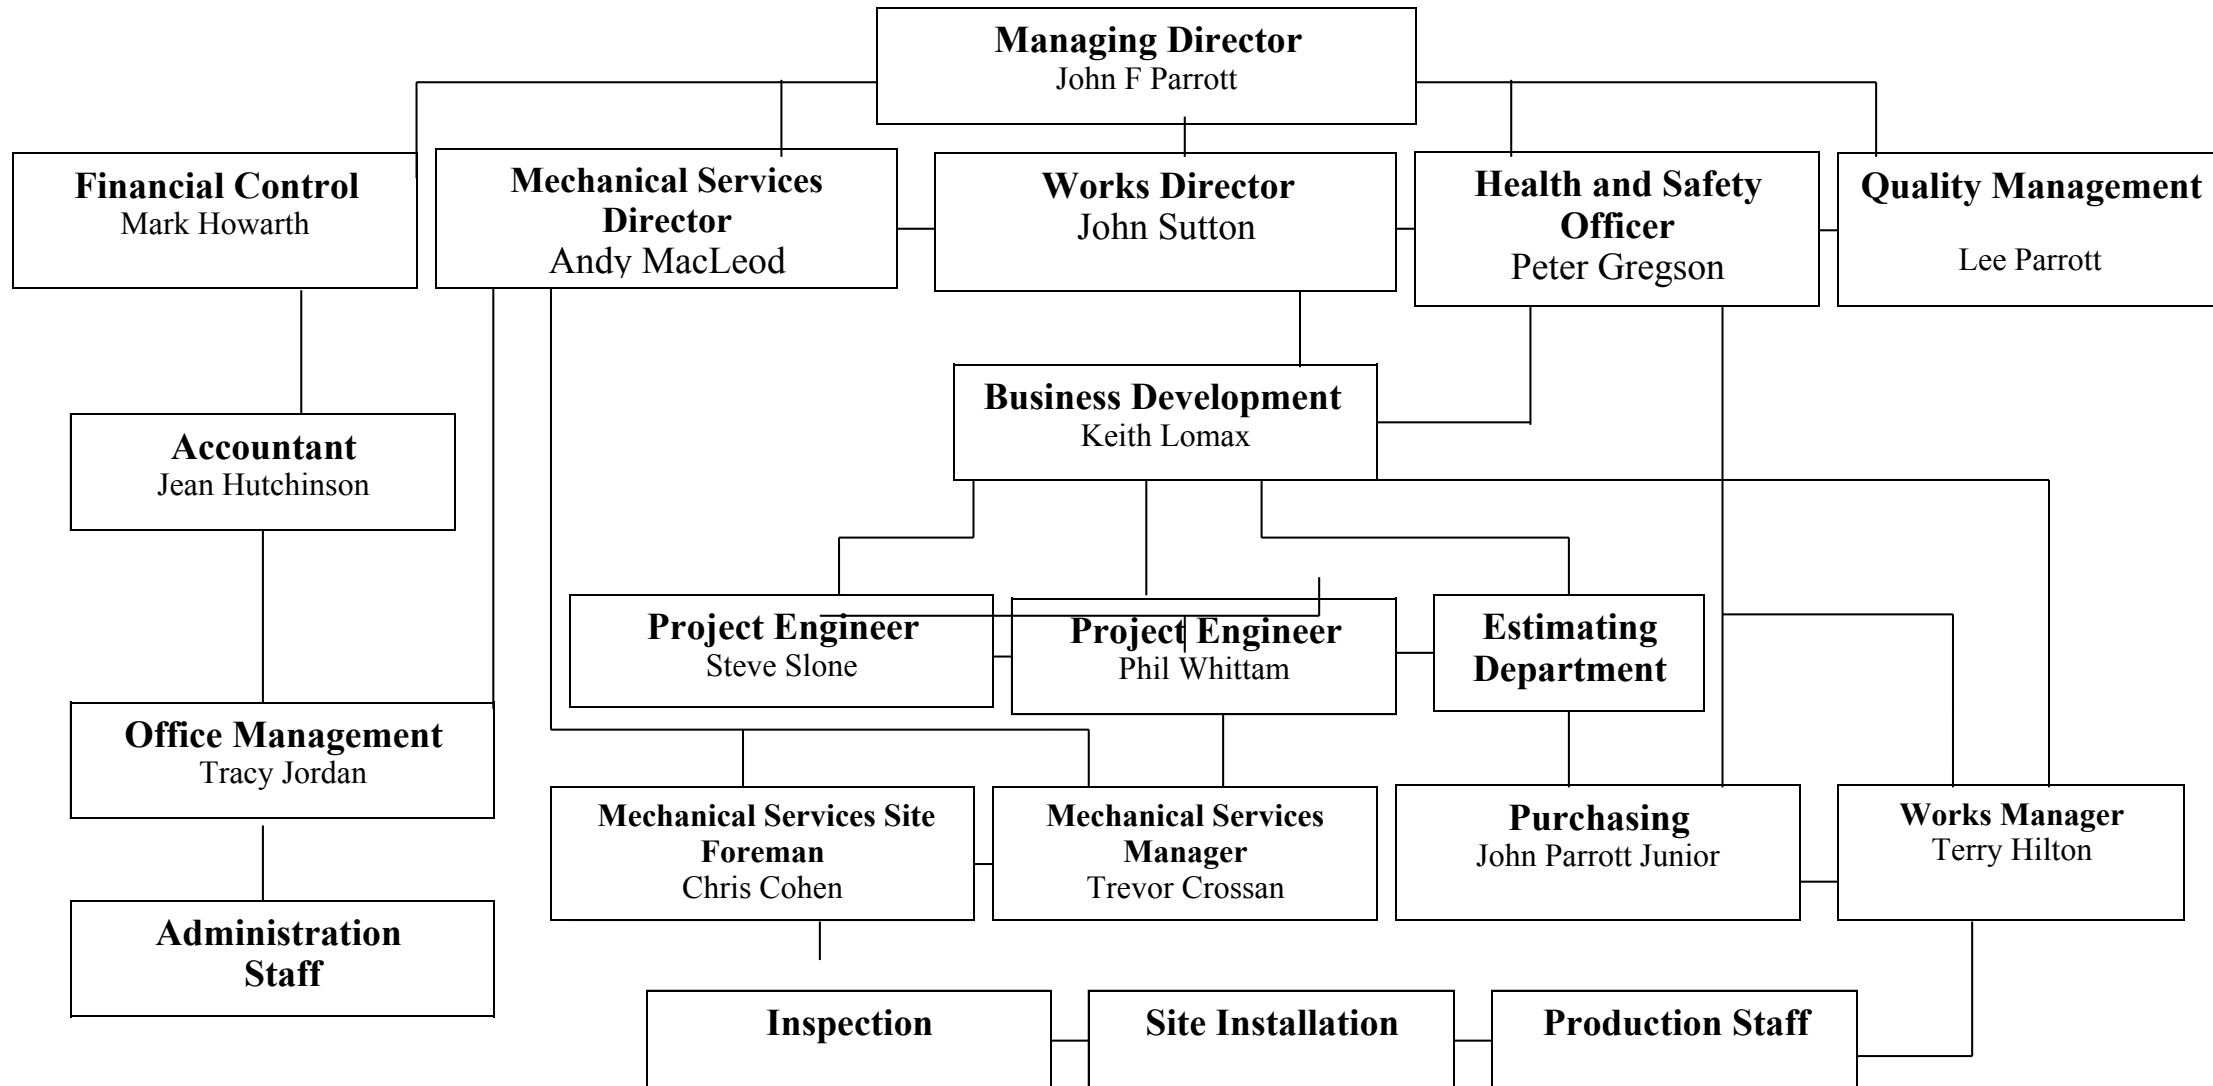 Managing Director
John F Parrott
Financial Control
Mark Howarth
Mechanical Services
Director
Andy MacLeod
Works Director
John Sutton
Health and Safety
Officer
Peter Gregson
Quality Management
Lee Parrott
Business Development
Keith Lomax
Accountant
Jean Hutchinson
Project Engineer
Steve Slone
Project Engineer
Phil Whittam
Estimating
Department
Office Management
Tracy Jordan
Mechanical Services Site
Foreman
Chris Cohen
Mechanical Services
Manager
Trevor Crossan
Purchasing
John Parrott Junior
Works Manager
Terry Hilton
Administration
Staff
Inspection
Site Installation
Production Staff